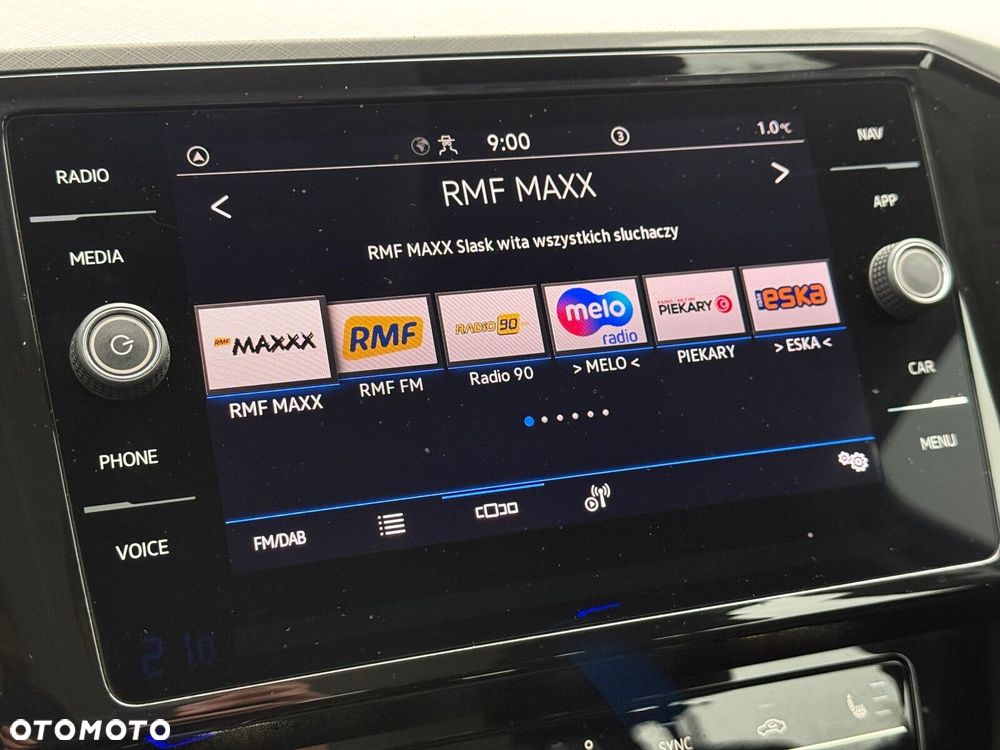 9:00
3
1.0°C
RADIO
MEDIA
PHONE
VOICE
NAV
APP
CAR
MENU
RMF MAXX
RMF MAXX Slask wita wszystkich sluchaczy
RMF MAXXX
RMF
RADIO 90
melo radio
PIEKARY
ESKA
RMF MAXX
RMF FM
Radio 90
> MELO <
PIEKARY
> ESKA <
FM/DAB
21.0
SYNC
OTOMOTO